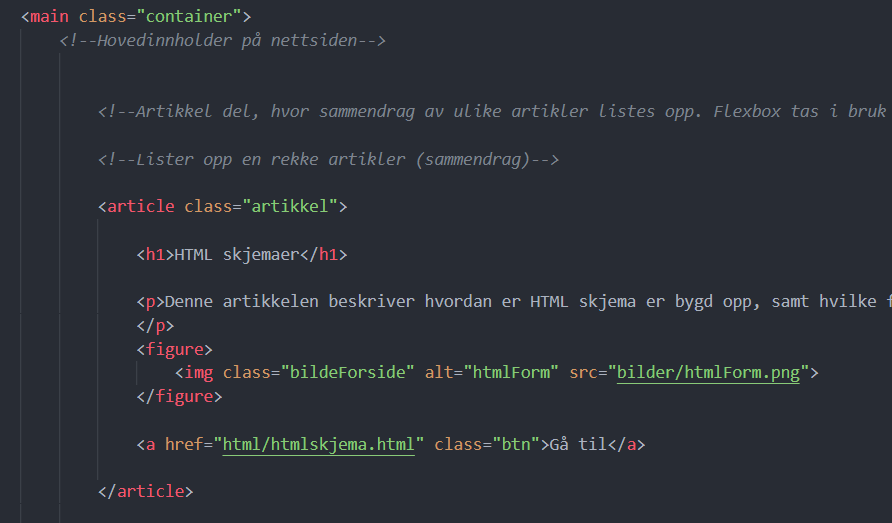 <main class="container">
<!--Hovedinnholder på nettsiden-->
<!--Artikkel del, hvor sammendrag av ulike artikler listes opp. Flexbox tas i bruk
<!--Lister opp en rekke artikler (sammendrag)-->
<article class="artikkel">
<h1>HTML skjemaer</h1>
<p>Denne artikkelen beskriver hvordan er HTML skjema er bygd opp, samt hvilke f
</p>
<figure>
<img class="bildeForside" alt="htmlForm" src="bilder/htmlForm.png">
</figure>
<a href="html/htmlskjema.html" class="btn">Gå til</a>
</article>